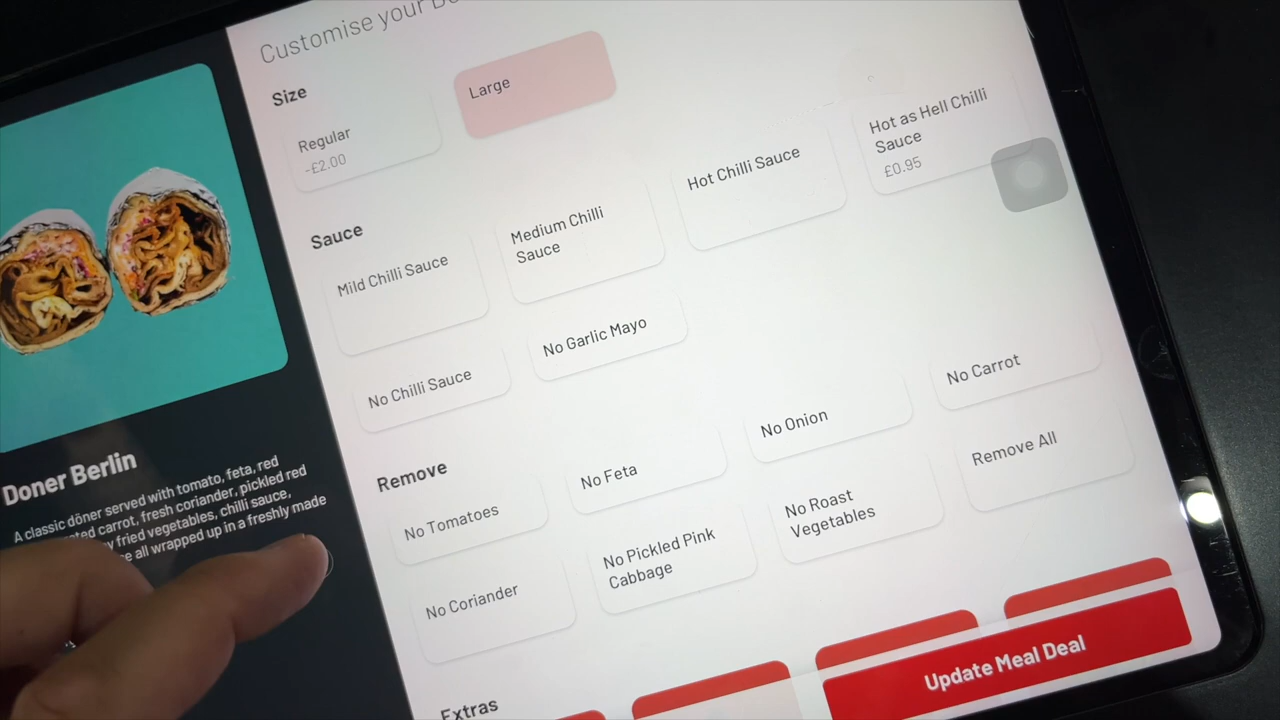 Customise your
Size
Regular
-£2.00
Large
Sauce
Mild Chilli Sauce
Medium Chilli
Sauce
Hot Chilli Sauce
Hot as Hell Chilli
Sauce
£0.95
No Chilli Sauce
No Garlic Mayo
Remove
No Tomatoes
No Feta
No Onion
No Carrot
No Coriander
No Pickled Pink
Cabbage
No Roast
Vegetables
Remove All
Extras
Update Meal Deal
Doner Berlin
A classic döner served with tomato, feta, red
carrot, fresh coriander, pickled red
fried vegetables, chilli sauce,
all wrapped up in a freshly made